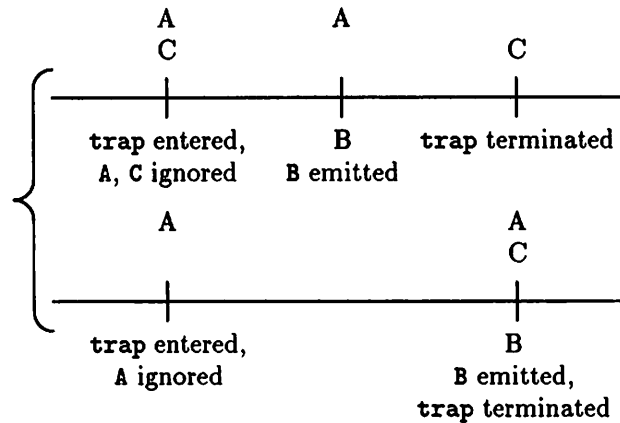 A
C
A
C
trap entered,
A, C ignored
B
B emitted
trap terminated
A
A
C
trap entered,
A ignored
B
B emitted,
trap terminated